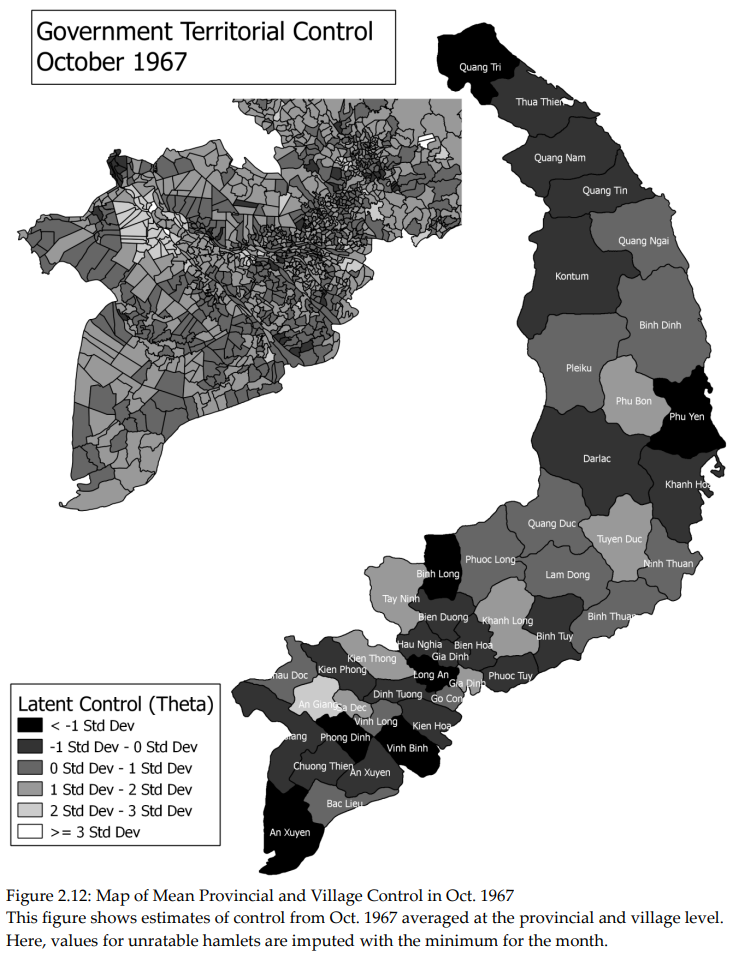 Government Territorial Control
October 1967
Quang Tri
Thua Thien
Quang Nam
Quang Tin
Quang Ngai
Kontum
Binh Dinh
Pleiku
Phu Bon
Phu Yen
Darlac
Khanh Ho
Quang Duc
Tuyen Duc
Phuoc Long
Ninh Thuan
Binh Long
Lam Dong
Tay Ninh
Bien Duong
Khanh Long
Binh Thuan
Binh Tuy
Hau Nghia
Bien Hoa
Gia Dinh
Kien Thong
Kien Phong
hau Doc
Long An
Phuoc Tuy
Gia Dinh
An Giang
Sa Dec
Dinh Tuong
Go Con
Vinh Long
Kien Hoa
iang
Phong Dinh
Vinh Binh
Chuong Thien
An Xuyen
Bac Lieu
An Xuyen
Latent Control (Theta)
< -1 Std Dev
-1 Std Dev - 0 Std Dev
0 Std Dev - 1 Std Dev
1 Std Dev - 2 Std Dev
2 Std Dev - 3 Std Dev
>= 3 Std Dev
Figure 2.12: Map of Mean Provincial and Village Control in Oct. 1967
This figure shows estimates of control from Oct. 1967 averaged at the provincial and village level.
Here, values for unratable hamlets are imputed with the minimum for the month.